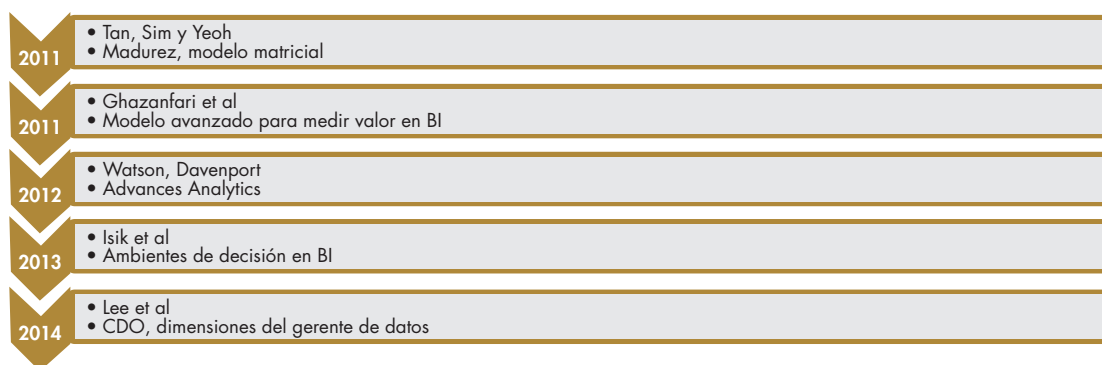 2011
• Tan, Sim y Yeoh
• Madurez, modelo matricial
2011
• Ghazanfari et al
• Modelo avanzado para medir valor en BI
2012
• Watson, Davenport
• Advances Analytics
2013
• Isik et al
• Ambientes de decisión en BI
2014
• Lee et al
• CDO, dimensiones del gerente de datos